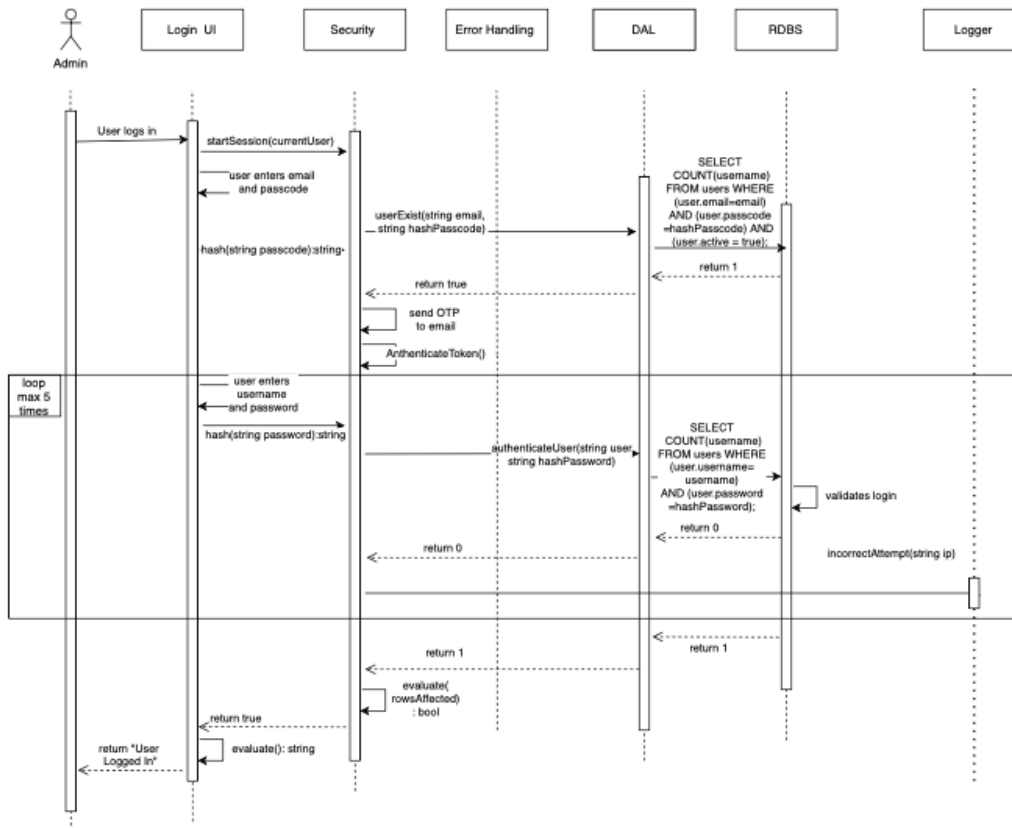 Login UI
Security
Error Handling
DAL
RDBS
Logger
Admin
User logs in
startSession(currentUser)
user enters email
and passcode
SELECT
COUNT(username)
FROM users WHERE
(user.email=email)
AND (user.passcode
=hashPasscode) AND
(user.active = true);
userExist(string email,
string hashPasscode)
hash(string passcode):string
return 1
return true
send OTP
to email
AnthenticateToken()
loop
max 5
times
user enters
username
and password
hash(string password):string
SELECT
COUNT(username)
FROM users WHERE
(user.username=
username)
AND (user.password
=hashPassword);
authenticateUser(string user
string hashPassword)
validates login
return 0
return 0
incorrectAttempt(string ip)
return 1
return 1
evaluate(
rowsAffected)
: bool
return true
evaluate(): string
return "User
Logged In"